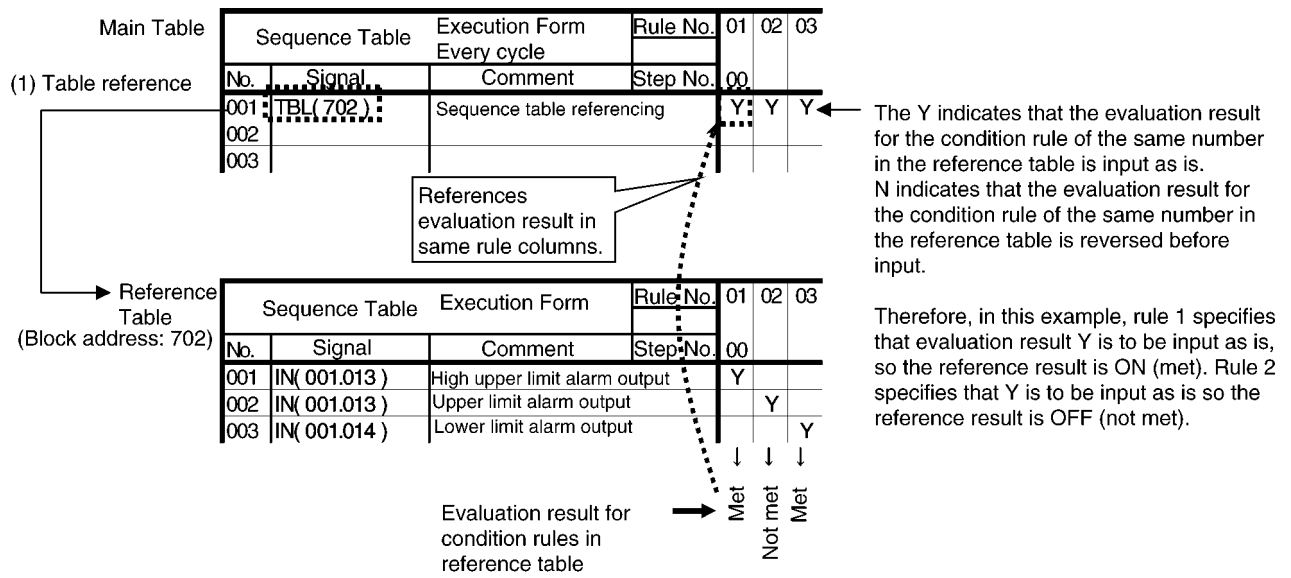 Main Table
Sequence Table
Execution Form
Every cycle
Rule No. 01 02 03
(1) Table reference
No. Signal Comment Step No. 00
001 TBL( 702 ) Sequence table referencing Y Y Y
002
003
References
evaluation result in
same rule columns.
The Y indicates that the evaluation result
for the condition rule of the same number
in the reference table is input as is.
N indicates that the evaluation result for
the condition rule of the same number in
the reference table is reversed before
input.
Therefore, in this example, rule 1 specifies
that evaluation result Y is to be input as is,
so the reference result is ON (met). Rule 2
specifies that Y is to be input as is so the
reference result is OFF (not met).
Reference
Table
(Block address: 702)
Sequence Table Execution Form Rule No. 01 02 03
No. Signal Comment Step No. 00
001 IN( 001.013 ) High upper limit alarm output Y
002 IN( 001.013 ) Upper limit alarm output Y
003 IN( 001.014 ) Lower limit alarm output Y
Evaluation result for
condition rules in
reference table
Met
Not met
Met